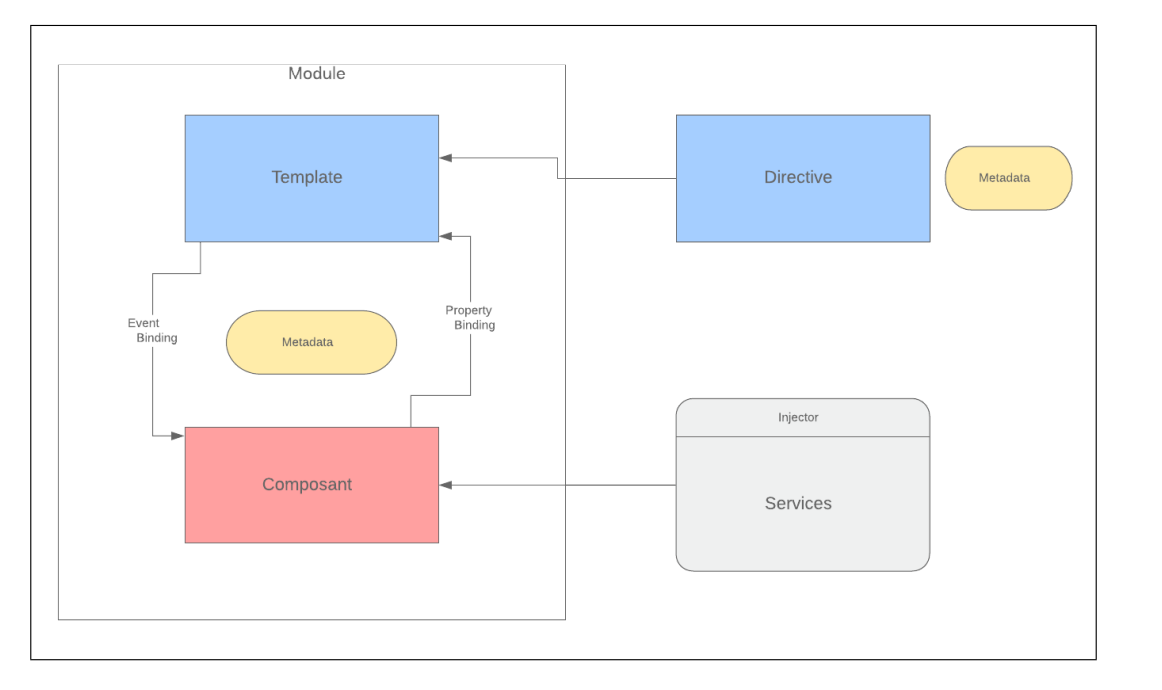 Module
Template
Directive
Metadata
Event
Binding
Property
Binding
Metadata
Injector
Composant
Services